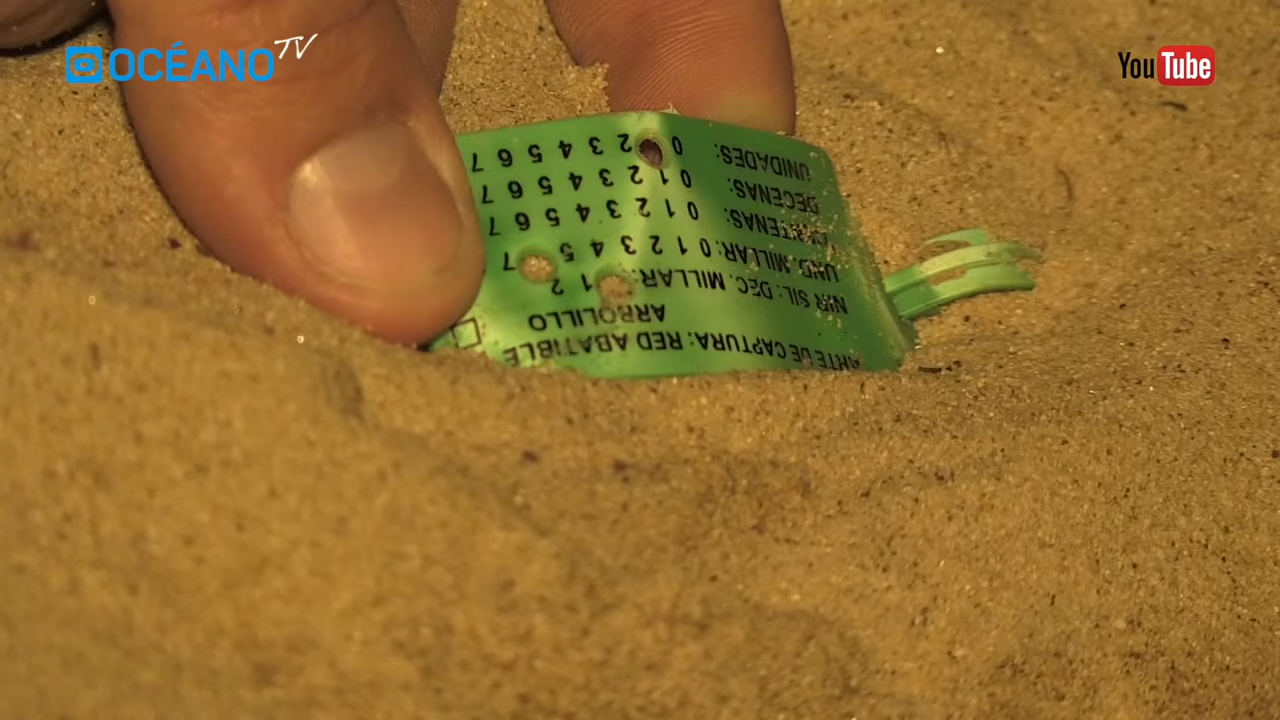 OCÉANO TV
YouTube
ARTE DE CAPTURA: RED ABATIBLE
ARBOLILLO
NIR SIL: DEC. MILLAR: 1 2
UND. MILLAR: 0 1 2 3 4 5 7
CENTENAS: 0 1 2 3 4 5 6 7
DECENAS: 0 1 2 3 4 5 6 7
UNIDADES: 0 2 3 4 5 6 7